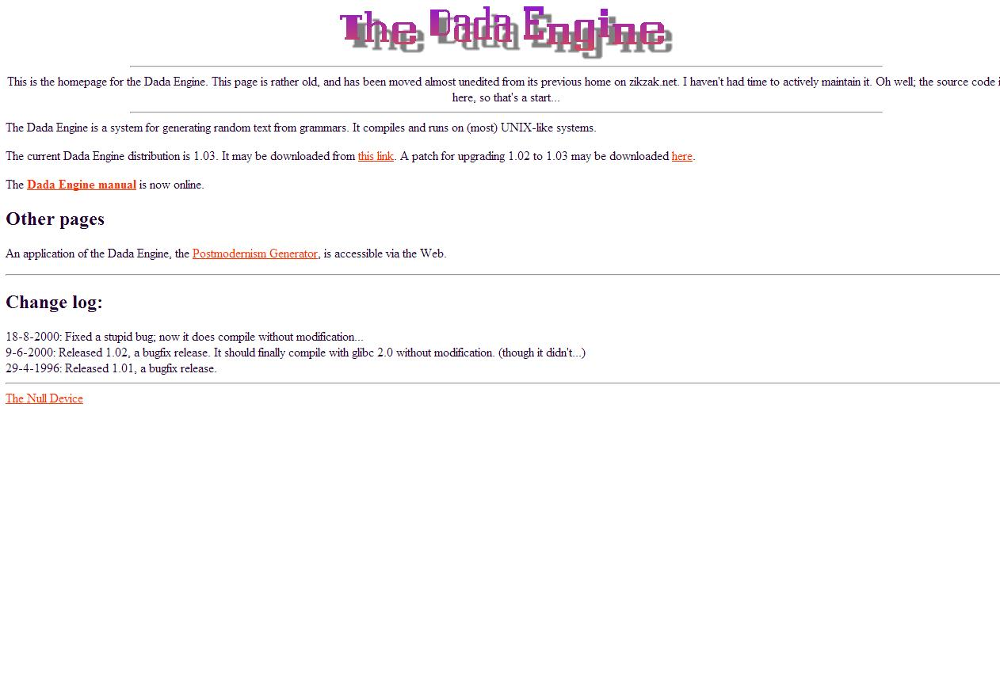 The Dada Engine
This is the homepage for the Dada Engine. This page is rather old, and has been moved almost unedited from its previous home on zikzak.net. I haven't had time to actively maintain it. Oh well; the source code
here, so that's a start...
The Dada Engine is a system for generating random text from grammars. It compiles and runs on (most) UNIX-like systems.
The current Dada Engine distribution is 1.03. It may be downloaded from this link. A patch for upgrading 1.02 to 1.03 may be downloaded here.
The Dada Engine manual is now online.
Other pages
An application of the Dada Engine, the Postmodernism Generator, is accessible via the Web.
Change log:
18-8-2000: Fixed a stupid bug; now it does compile without modification...
9-6-2000: Released 1.02, a bugfix release. It should finally compile with glibc 2.0 without modification. (though it didn't...)
29-4-1996: Released 1.01, a bugfix release.
The Null Device